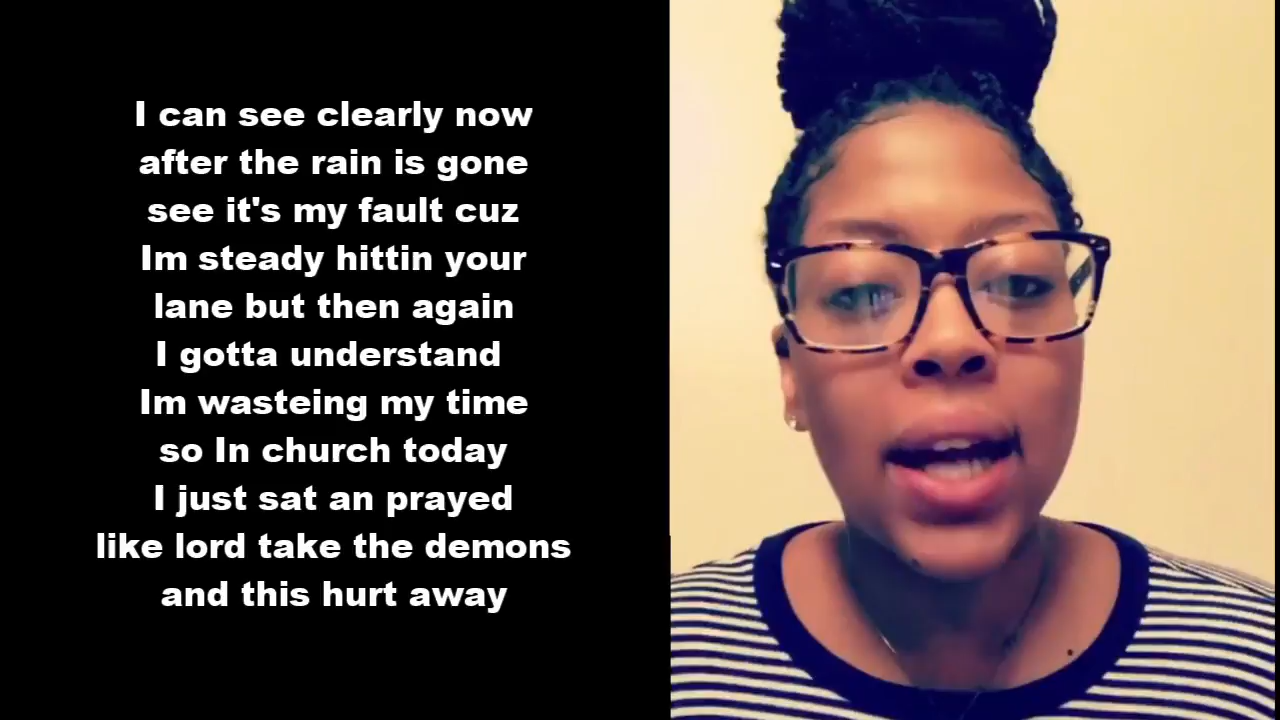 I can see clearly now
after the rain is gone
see it's my fault cuz
Im steady hittin your
lane but then again
I gotta understand
Im wasteing my time
so In church today
I just sat an prayed
like lord take the demons
and this hurt away